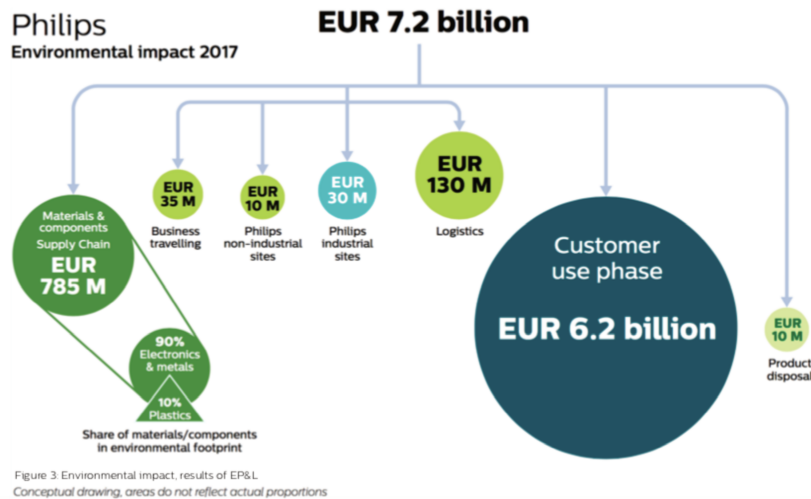 Philips
Environmental impact 2017
EUR 7.2 billion
Materials &
components
Supply Chain
EUR
785 M
90%
Electronics
& metals
10%
Plastics
Share of materials/components
in environmental footprint
EUR
35 M
Business
travelling
EUR
10 M
Philips
non-industrial
sites
EUR
30 M
Philips
industrial
sites
EUR
130 M
Logistics
Customer
use phase
EUR 6.2 billion
EUR
10 M
Product
disposal
Figure 3: Environmental impact, results of EP&L
Conceptual drawing, areas do not reflect actual proportions